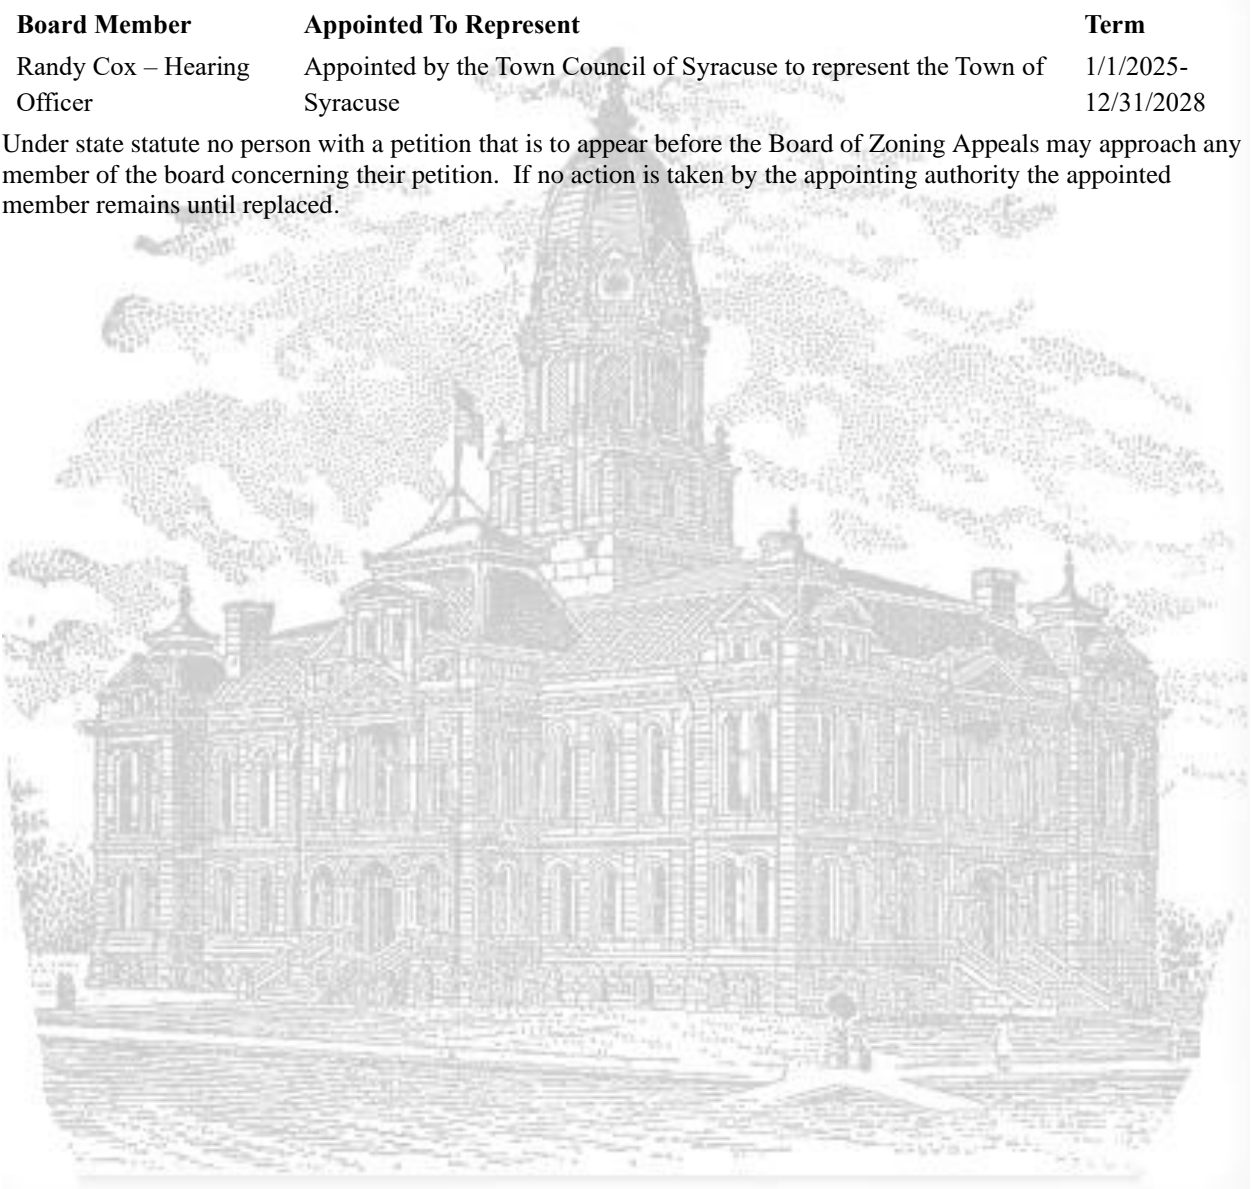 Board Member Appointed To Represent Term
Randy Cox – Hearing Appointed by the Town Council of Syracuse to represent the Town of 1/1/2025-
Officer Syracuse 12/31/2028
Under state statute no person with a petition that is to appear before the Board of Zoning Appeals may approach any
member of the board concerning their petition.  If no action is taken by the appointing authority the appointed
member remains until replaced.